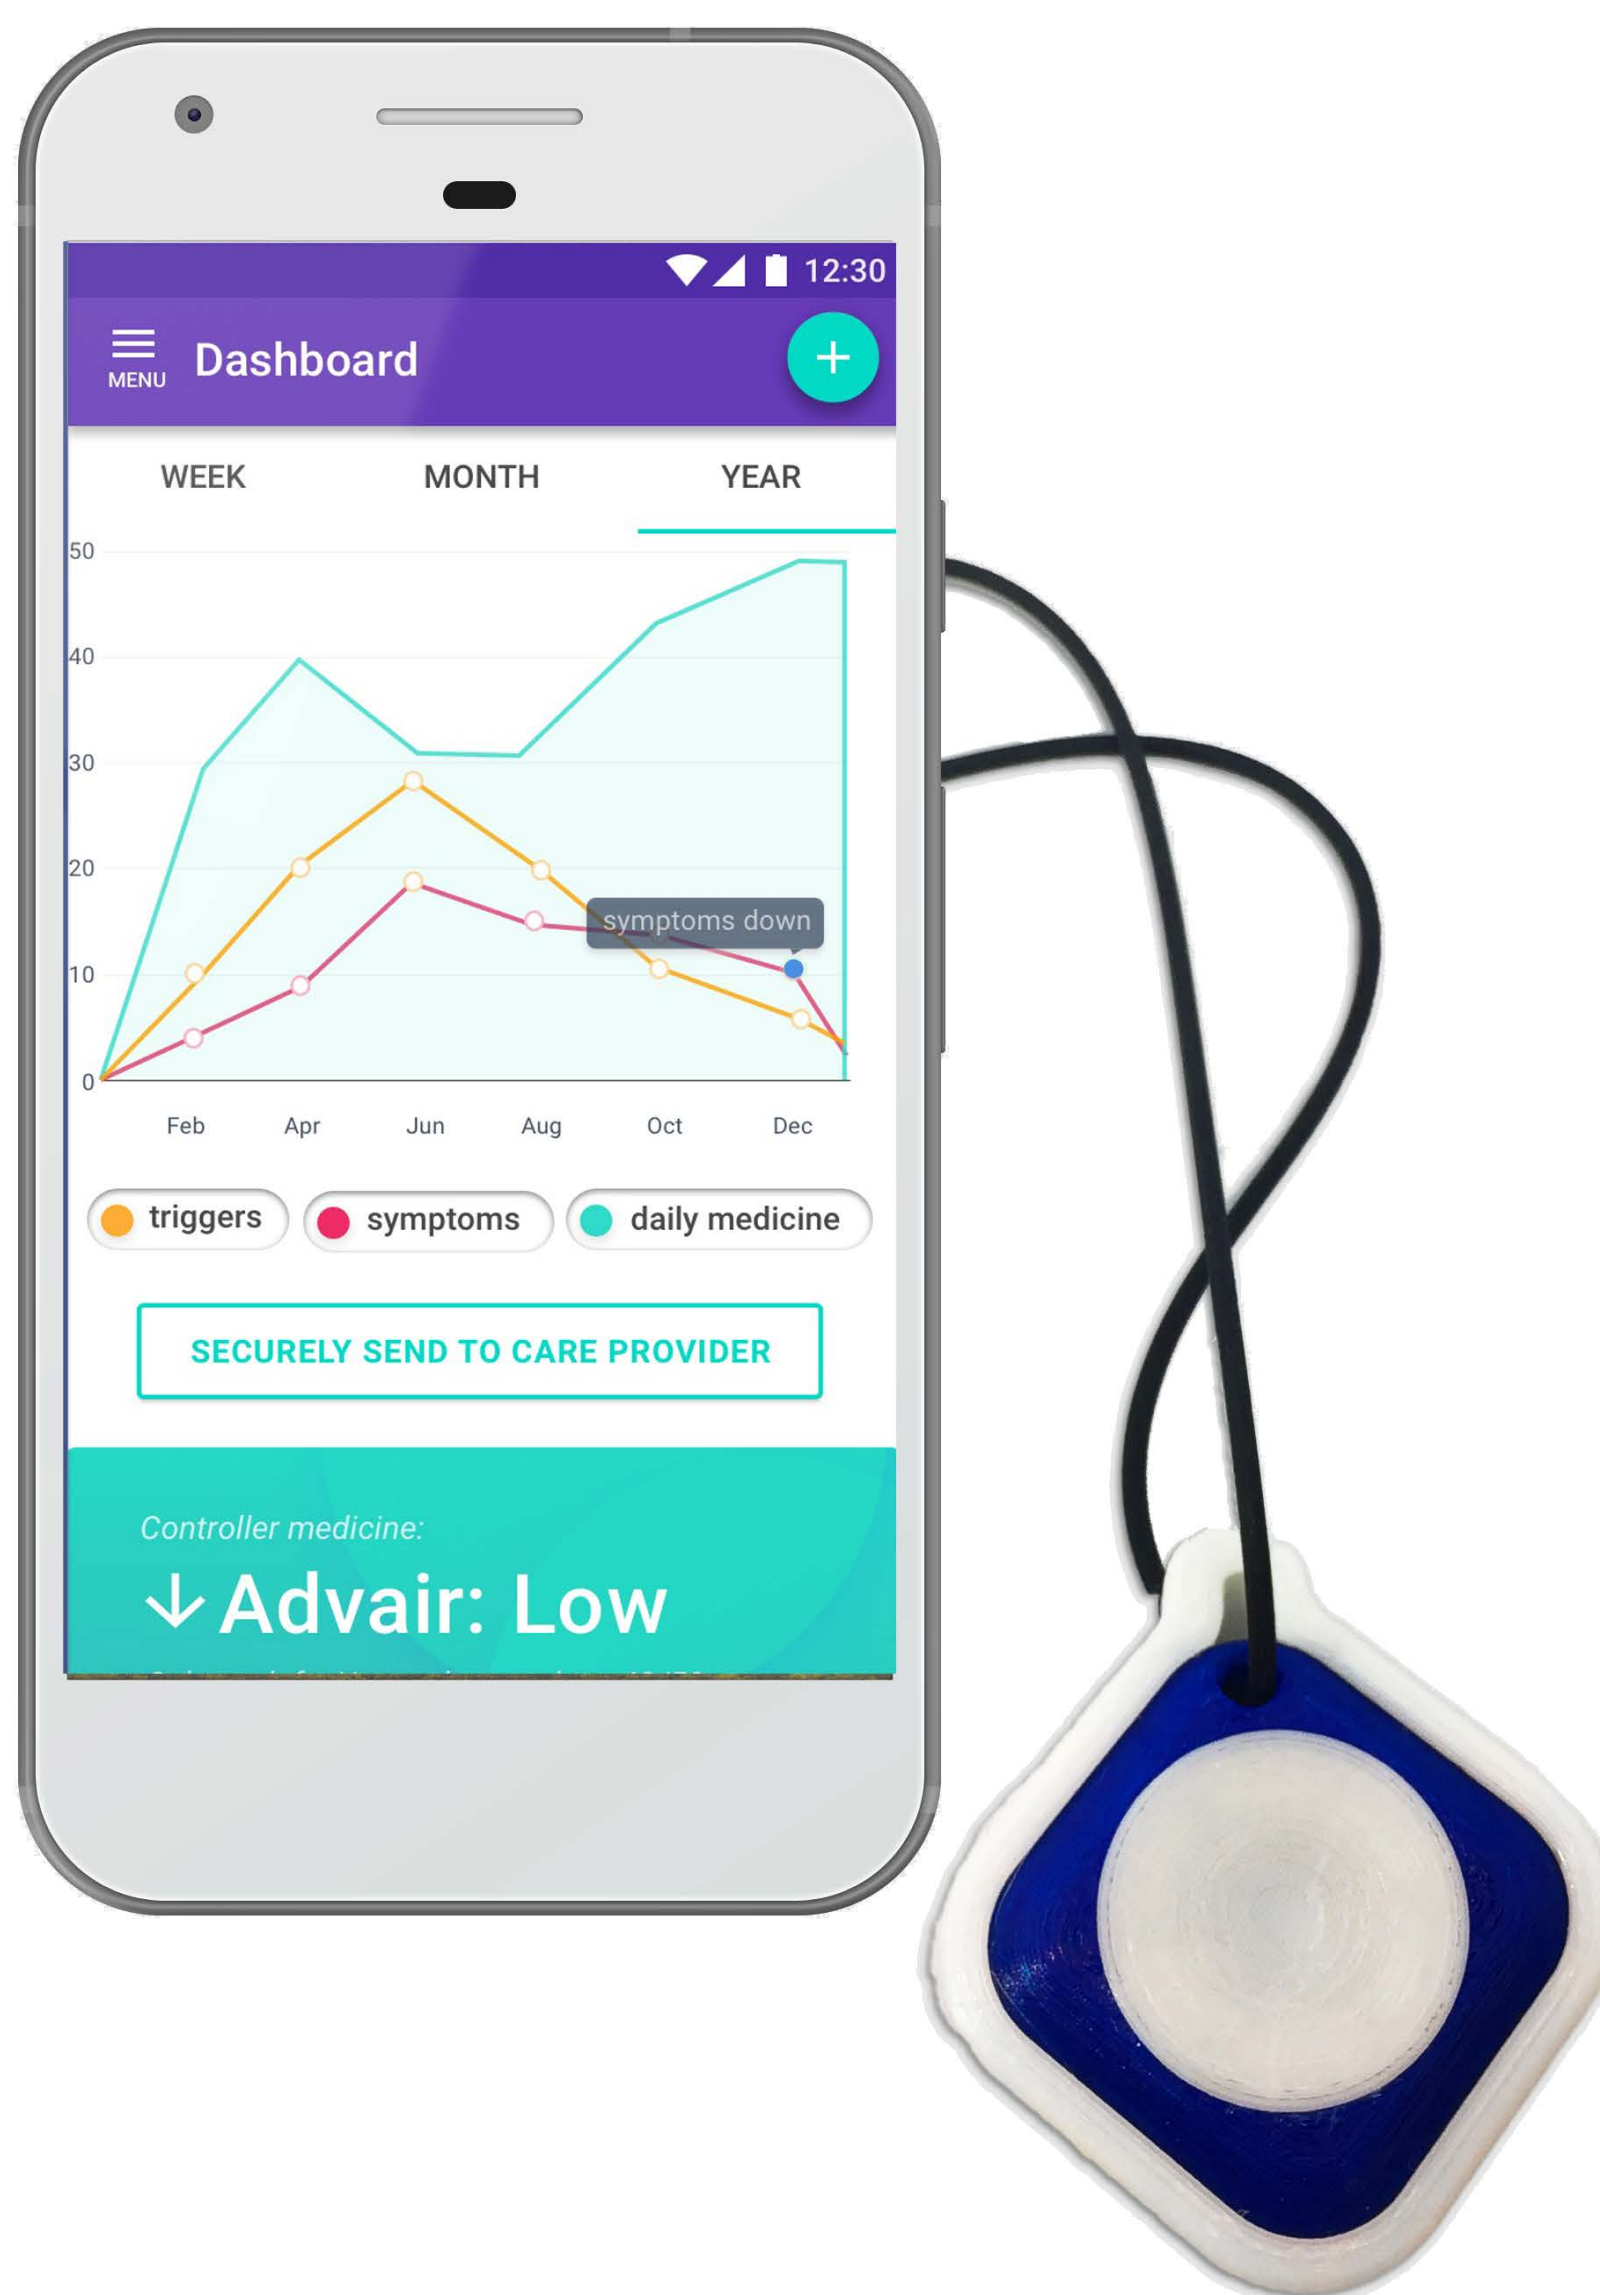 12:30
MENU
Dashboard
+
WEEK MONTH YEAR
50
40
30
20
10
0
symptoms down
Feb Apr Jun Aug Oct Dec
triggers symptoms daily medicine
SECURELY SEND TO CARE PROVIDER
Controller medicine:
Advair: Low